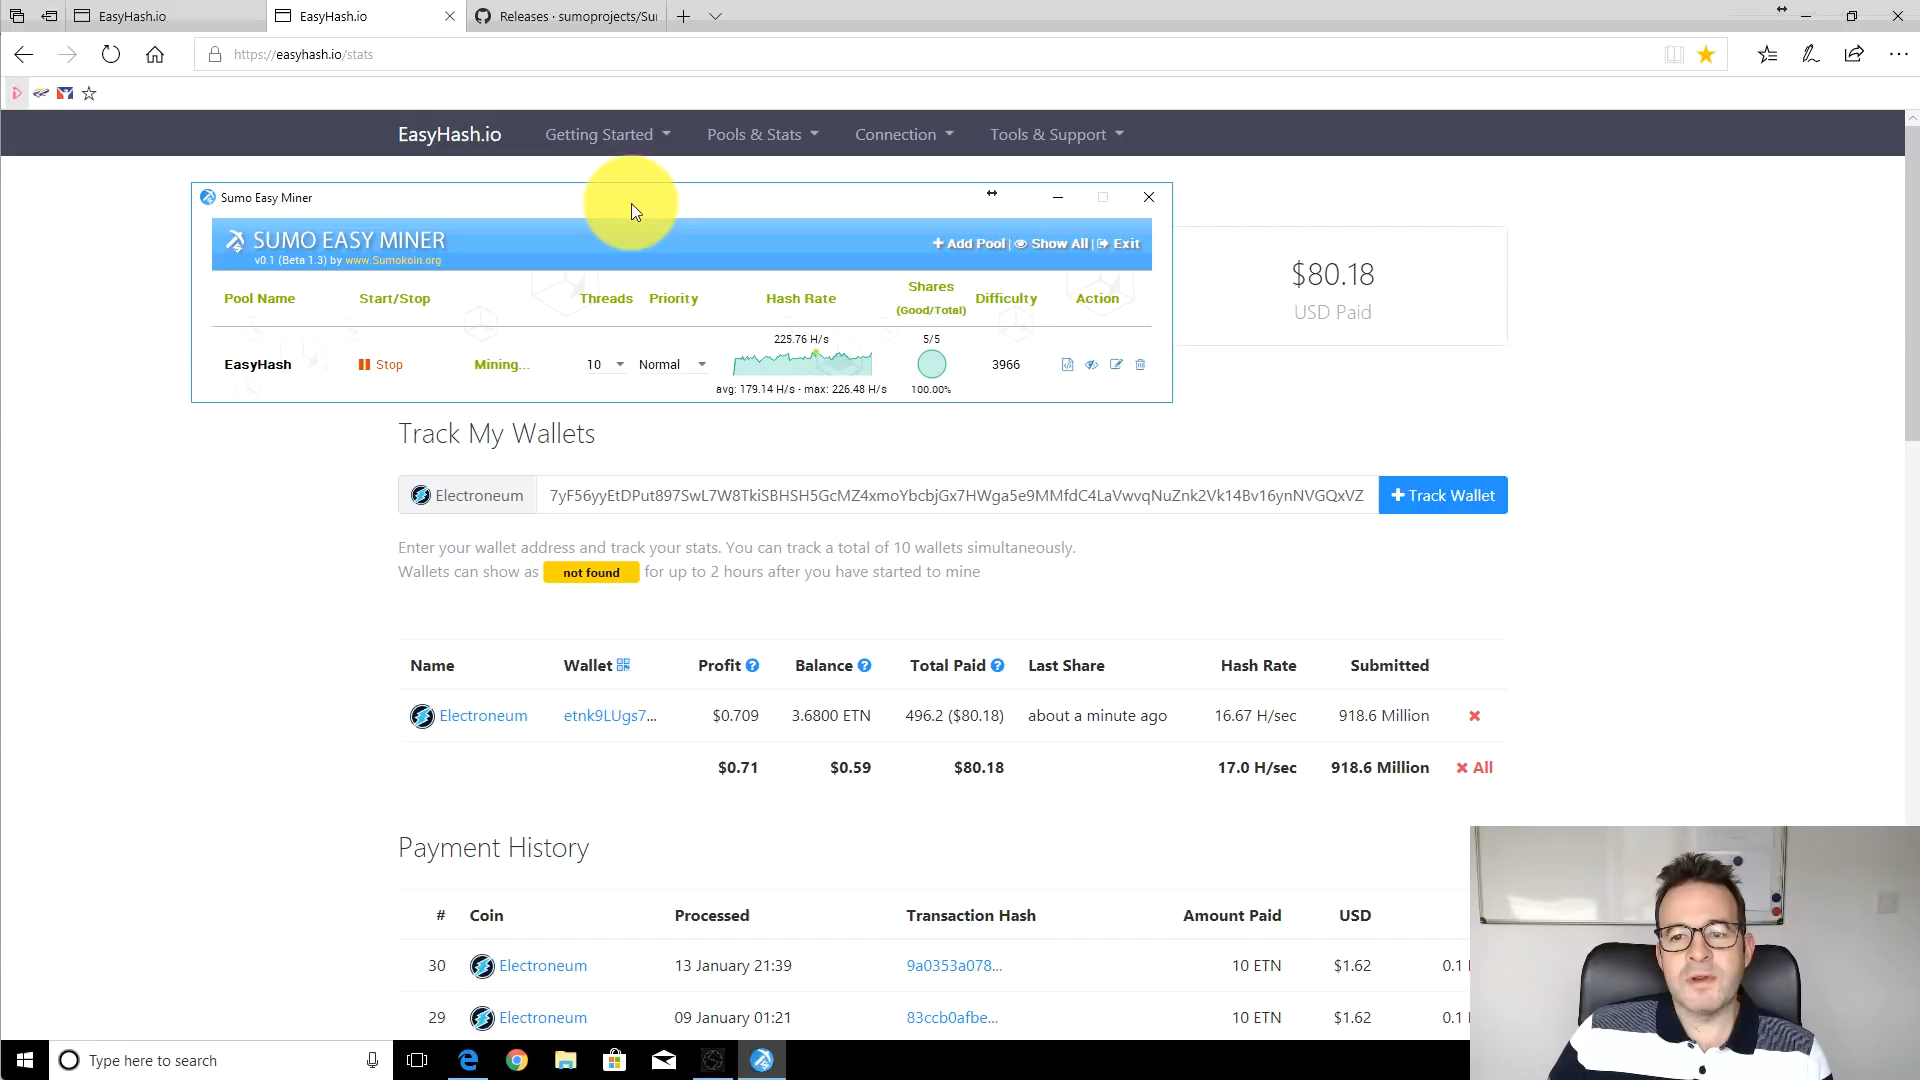 EasyHash.io
EasyHash.io
Releases · sumoprojects/Su
https://easyhash.io/stats
EasyHash.io
Getting Started
Pools & Stats
Connection
Tools & Support
Sumo Easy Miner
SUMO EASY MINER
v0.1 (Beta 1.3) by www.Sumokoin.org
Add Pool | Show All | Exit
$80.18
USD Paid
Pool Name Start/Stop Threads Priority Hash Rate Shares (Good/Total) Difficulty Action
225.76 H/s 5/5
EasyHash Stop Mining... 10 Normal 3966
avg: 179.14 H/s - max: 226.48 H/s 100.00%
Track My Wallets
Electroneum 7yF56yyEtDPut897SwL7W8TkiSBHSH5GcMZ4xmoYbcbjGx7HWga5e9MMfdC4LaVwvqNuZnk2Vk14Bv16ynNVGQxVZ Track Wallet
Enter your wallet address and track your stats. You can track a total of 10 wallets simultaneously.
Wallets can show as not found for up to 2 hours after you have started to mine
Name Wallet Profit Balance Total Paid Last Share Hash Rate Submitted
Electroneum etnk9LUgs7... $0.709 3.6800 ETN 496.2 ($80.18) about a minute ago 16.67 H/sec 918.6 Million
$0.71 $0.59 $80.18 17.0 H/sec 918.6 Million All
Payment History
# Coin Processed Transaction Hash Amount Paid USD
30 Electroneum 13 January 21:39 9a0353a078... 10 ETN $1.62 0.1
29 Electroneum 09 January 01:21 83ccb0afbe... 10 ETN $1.62 0.1
Type here to search